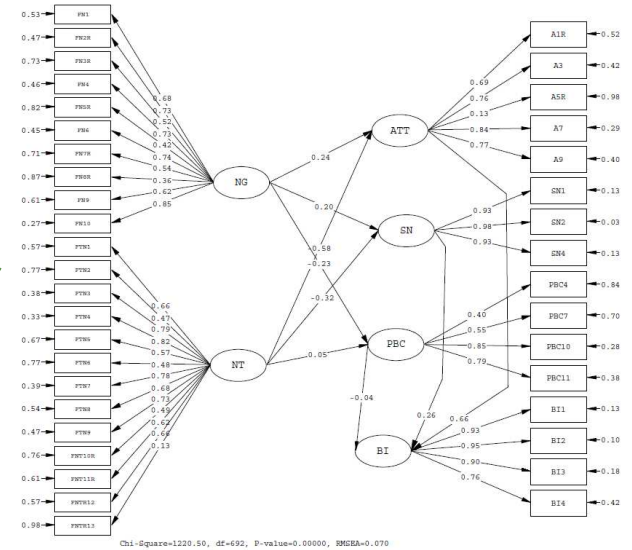 0.53 FN1
0.47 FN2R
0.73 FN3R
0.46 FN4
0.82 FN5R
0.45 FN6
0.71 FN7R
0.87 FN8R
0.61 FN9
0.27 FN10
0.57 FTN1
0.77 FTN2
0.38 FTN3
0.33 FTN4
0.67 FTN5
0.77 FTN6
0.39 FTN7
0.54 FTN8
0.47 FTN9
0.76 FNT10R
0.61 FNT11R
0.57 FNTH12
0.98 FNTH13
0.68
0.73
0.52
0.73
0.42
0.74
0.54
0.36
0.62
0.85
0.66
0.47
0.79
0.82
0.57
0.48
0.78
0.68
0.73
0.49
0.62
0.66
0.13
NG
NT
0.24
0.20
-0.58
-0.23
-0.32
0.05
ATT
SN
PBC
BI
-0.04
0.26
0.66
0.69
0.76
0.13
0.84
0.77
0.93
0.98
0.93
0.40
0.55
0.85
0.79
0.93
0.95
0.90
0.76
A1R 0.52
A3 0.42
A5R 0.98
A7 0.29
A9 0.40
SN1 0.13
SN2 0.03
SN4 0.13
PBC4 0.84
PBC7 0.70
PBC10 0.28
PBC11 0.38
BI1 0.13
BI2 0.10
BI3 0.18
BI4 0.42
Chi-Square=1220.50, df=692, P-value=0.00000, RMSEA=0.070